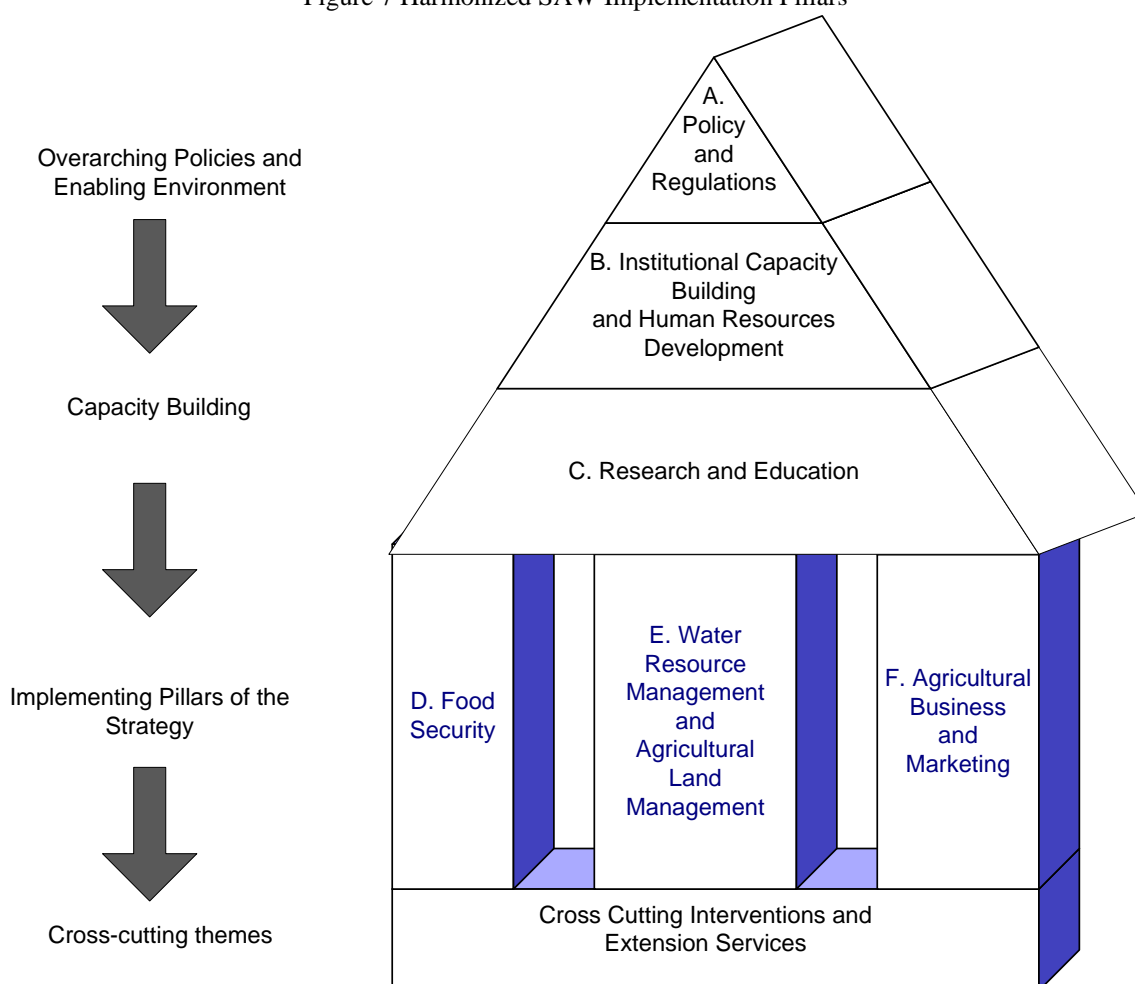 Figure 7 Harmonized SAW Implementation Pillars
Overarching Policies and
Enabling Environment
Capacity Building
Implementing Pillars of the
Strategy
Cross-cutting themes
A.
Policy
and
Regulations
B. Institutional Capacity
Building
and Human Resources
Development
C. Research and Education
D. Food
Security
E. Water
Resource
Management
and
Agricultural
Land
Management
F. Agricultural
Business
and
Marketing
Cross Cutting Interventions and
Extension Services